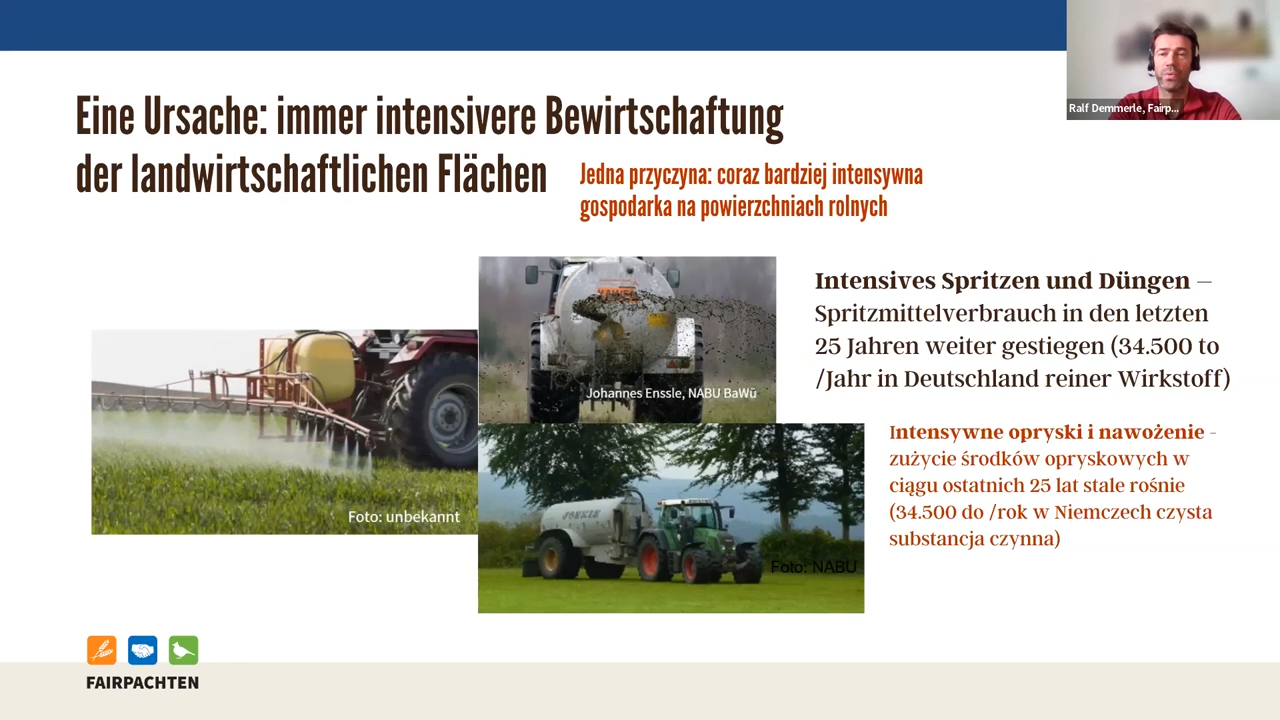 Ralf Demmerle, Fairp...
Eine Ursache: immer intensivere Bewirtschaftung
der landwirtschaftlichen Flächen
Jedna przyczyna: coraz bardziej intensywna
gospodarka na powierzchniach rolnych
Johannes Enssle, NABU BaWü
Foto: unbekannt
Foto: NABU
Intensives Spritzen und Düngen –
Spritzmittelverbrauch in den letzten
25 Jahren weiter gestiegen (34.500 to
/Jahr in Deutschland reiner Wirkstoff)
Intensywne opryski i nawożenie -
zużycie środków opryskowych w
ciągu ostatnich 25 lat stale rośnie
(34.500 do /rok w Niemczech czysta
substancja czynna)
FAIRPACHTEN